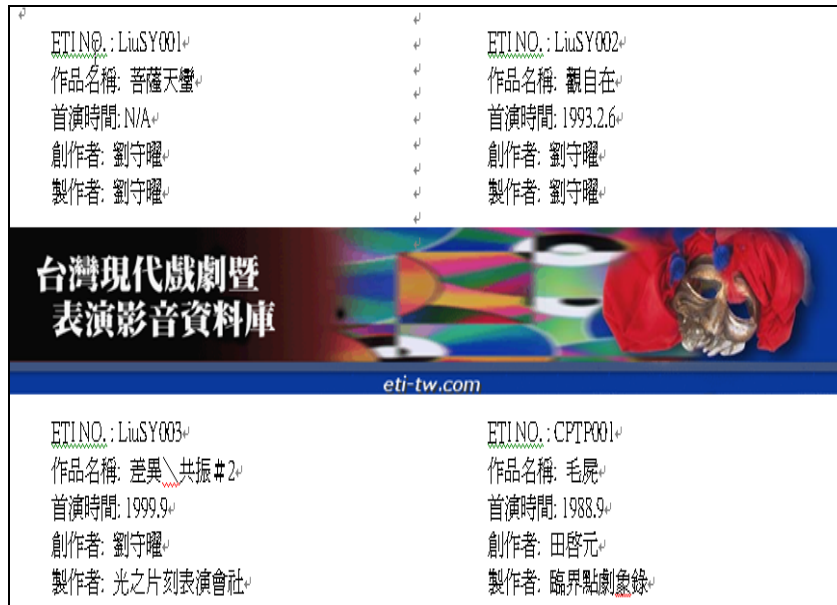 ETI NO. : LiuSY001
作品名稱: 菩薩天蠻
首演時間: N/A
創作者: 劉守曜
製作者: 劉守曜
ETI NO. : LiuSY002
作品名稱: 觀自在
首演時間: 1993.2.6
創作者: 劉守曜
製作者: 劉守曜
台灣現代戲劇暨
表演影音資料庫
eti-tw.com
ETI NO. : LiuSY003
作品名稱: 差異╲共振＃2
首演時間: 1999.9
創作者: 劉守曜
製作者: 光之片刻表演會社
ETI NO. : CPTP001
作品名稱: 毛屍
首演時間: 1988.9
創作者: 田啓元
製作者: 臨界點劇象錄